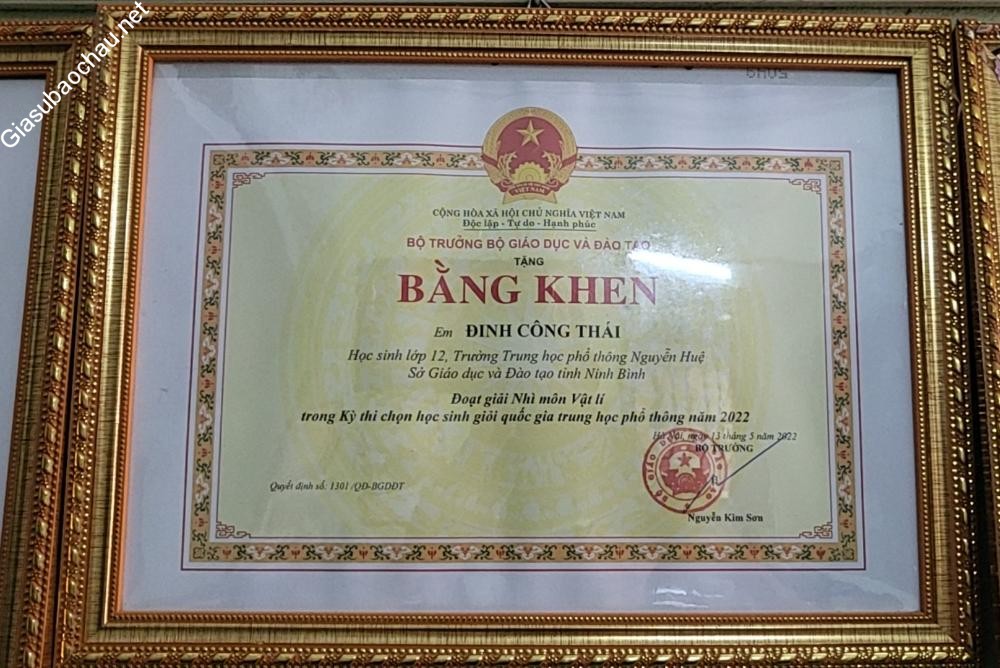 Giasubaochau.net
VIỆT NAM
CỘNG HÒA XÃ HỘI CHỦ NGHĨA VIỆT NAM
Độc lập - Tự do - Hạnh phúc
BỘ TRƯỞNG BỘ GIÁO DỤC VÀ ĐÀO TẠO
TẶNG
BẰNG KHEN
Em ĐINH CÔNG THÁI
Học sinh lớp 12, Trường Trung học phổ thông Nguyễn Huệ
Sở Giáo dục và Đào tạo tỉnh Ninh Bình
Đoạt giải Nhì môn Vật lí
trong Kỳ thi chọn học sinh giỏi quốc gia trung học phổ thông năm 2022
Hà Nội, ngày 13 tháng 5 năm 2022
BỘ TRƯỞNG
Quyết định số: 1301 /QĐ-BGDĐT
Nguyễn Kim Sơn